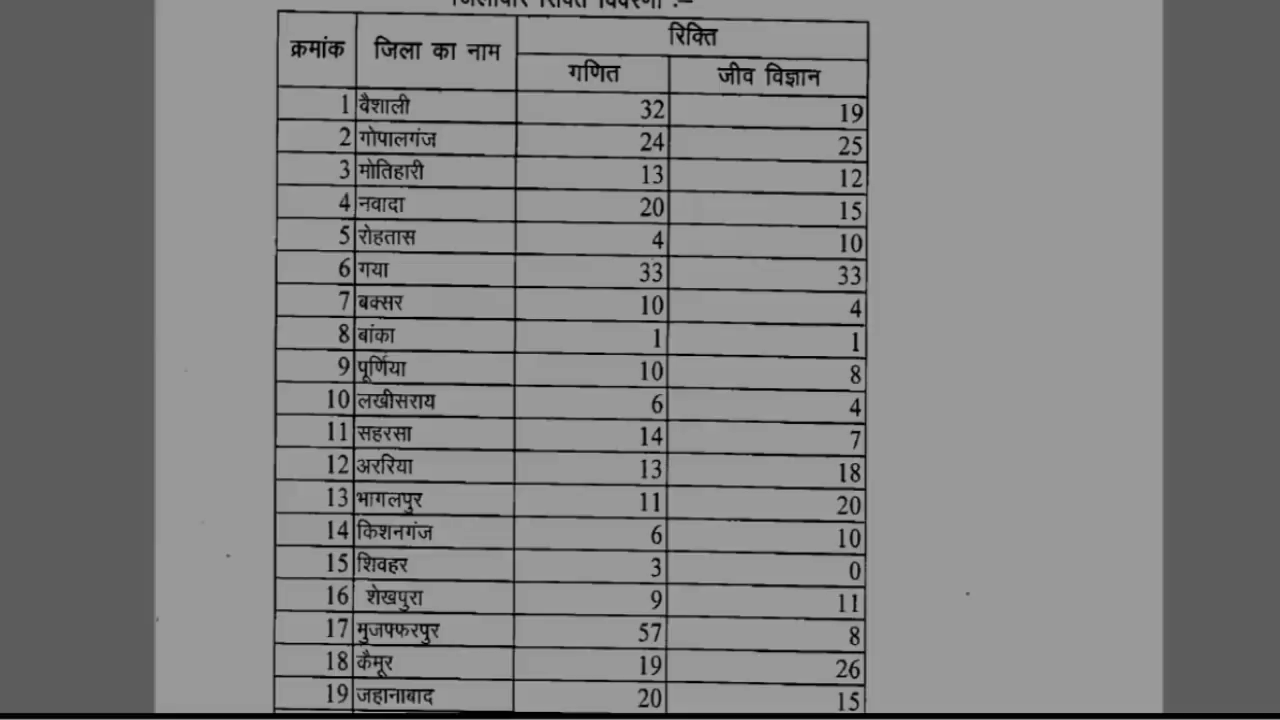 जिलावार रिक्ति विवरणी :–
क्रमांक जिला का नाम रिक्ति
गणित जीव विज्ञान
1 वैशाली 32 19
2 गोपालगंज 24 25
3 मोतिहारी 13 12
4 नवादा 20 15
5 रोहतास 4 10
6 गया 33 33
7 बक्सर 10 4
8 बांका 1 1
9 पूर्णिया 10 8
10 लखीसराय 6 4
11 सहरसा 14 7
12 अररिया 13 18
13 भागलपुर 11 20
14 किशनगंज 6 10
15 शिवहर 3 0
16 शेखपुरा 9 11
17 मुजफ्फरपुर 57 8
18 कैमूर 19 26
19 जहानाबाद 20 15